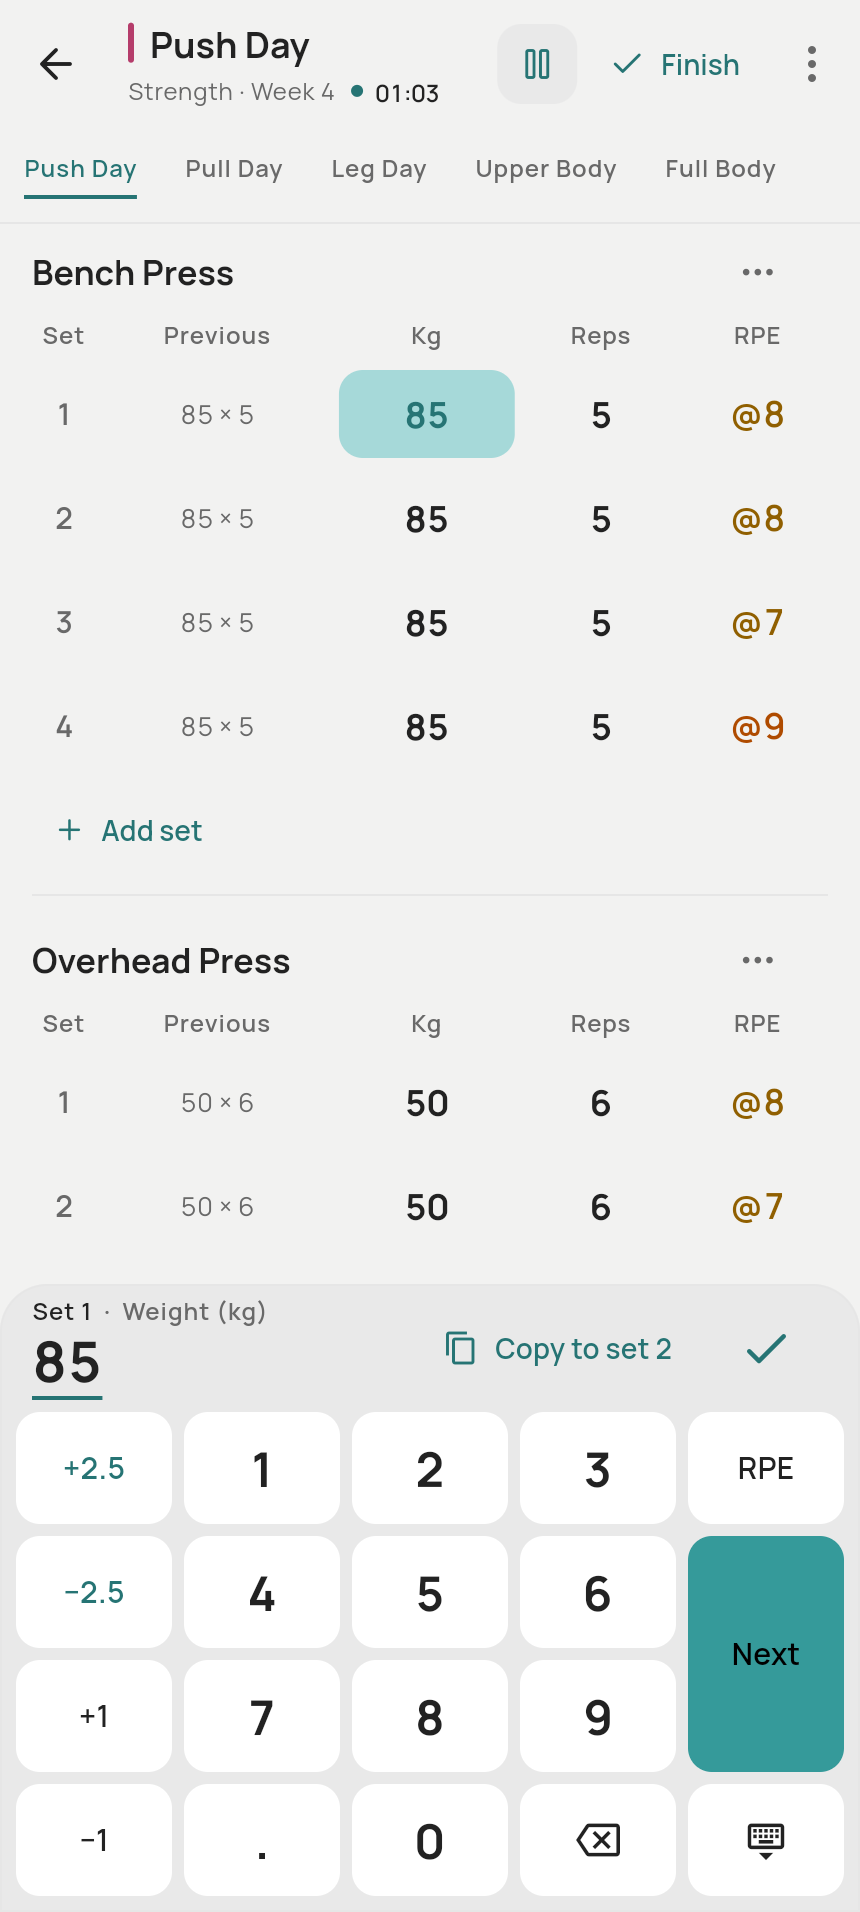 Push Day
Strength · Week 4 01:03
Finish
Push Day Pull Day Leg Day Upper Body Full Body
Bench Press
Set Previous Kg Reps RPE
1 85 × 5 85 5 @8
2 85 × 5 85 5 @8
3 85 × 5 85 5 @7
4 85 × 5 85 5 @9
+ Add set
Overhead Press
Set Previous Kg Reps RPE
1 50 × 6 50 6 @8
2 50 × 6 50 6 @7
Set 1 · Weight (kg)
85
Copy to set 2
+2.5 1 2 3 RPE
−2.5 4 5 6
Next
+1 7 8 9
−1 . 0